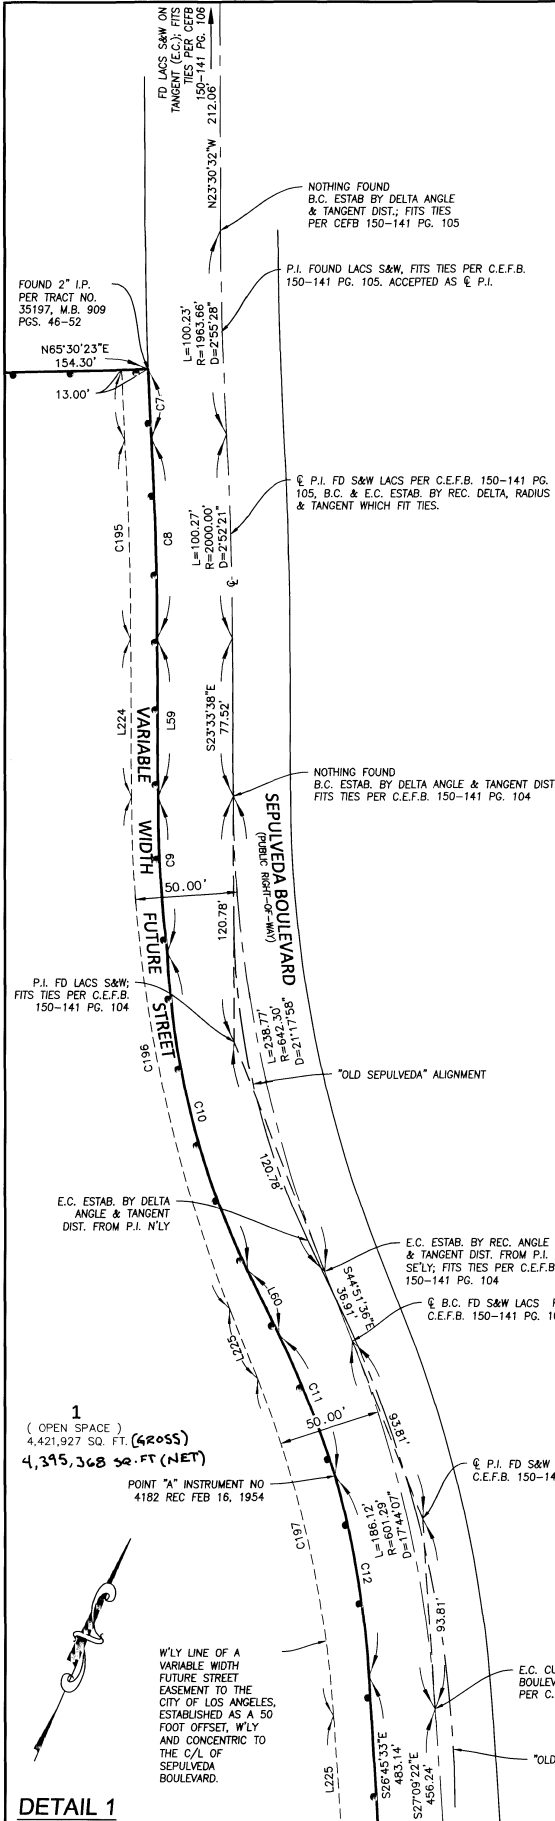 FD LACS S&W ON
TANGENT (E.C.); FITS
TIES PER CEFB
150-141 PG. 106
N23°30'32"W 212.06'
NOTHING FOUND
B.C. ESTAB BY DELTA ANGLE
& TANGENT DIST.; FITS TIES
PER CEFB 150-141 PG. 105
P.I. FOUND LACS S&W, FITS TIES PER C.E.F.B.
150-141 PG. 105. ACCEPTED AS ℄ P.I.
FOUND 2" I.P.
PER TRACT NO.
35197, M.B. 909
PGS. 46-52
L=100.23'
R=1963.66'
D=2°55'28"
N65°30'23"E
154.30'
13.00'
C7
℄ P.I. FD S&W LACS PER C.E.F.B. 150-141 PG.
105, B.C. & E.C. ESTAB. BY REC. DELTA, RADIUS
& TANGENT WHICH FIT TIES.
C195
C8
L=100.27'
R=2000.00'
D=2°52'21"
℄
L224
VARIABLE
L59
S23°33'38"E
77.52'
NOTHING FOUND
B.C. ESTAB. BY DELTA ANGLE & TANGENT DIST
FITS TIES PER C.E.F.B. 150-141 PG. 104
SEPULVEDA BOULEVARD
(PUBLIC RIGHT-OF-WAY)
WIDTH
C9
50.00'
120.78'
FUTURE
P.I. FD LACS S&W;
FITS TIES PER C.E.F.B.
150-141 PG. 104
STREET
L=238.77'
R=642.30'
D=21°17'58"
C196
"OLD SEPULVEDA" ALIGNMENT
C10
120.78'
E.C. ESTAB. BY DELTA
ANGLE & TANGENT
DIST. FROM P.I. N'LY
E.C. ESTAB. BY REC. ANGLE
& TANGENT DIST. FROM P.I.
SE'LY; FITS TIES PER C.E.F.B
150-141 PG. 104
S44°51'36"E
36.91'
L60
℄ B.C. FD S&W LACS
C.E.F.B. 150-141 PG.
L225
C11
1
( OPEN SPACE )
4,421,927 SQ. FT. (GROSS)
4,395,368 SQ.FT (NET)
50.00'
93.81'
POINT "A" INSTRUMENT NO
4182 REC FEB 16, 1954
℄ P.I. FD S&W
C.E.F.B. 150-14
L=186.12'
R=601.29'
D=17°44'07"
C197
C12
93.81'
W'LY LINE OF A
VARIABLE WIDTH
FUTURE STREET
EASEMENT TO THE
CITY OF LOS ANGELES,
ESTABLISHED AS A 50
FOOT OFFSET, W'LY
AND CONCENTRIC TO
THE C/L OF
SEPULVEDA
BOULEVARD.
E.C. CU
BOULEV
PER C.
L225
S26°45'33"E
483.14'
S27°09'22"E
456.24'
"OLD
DETAIL 1